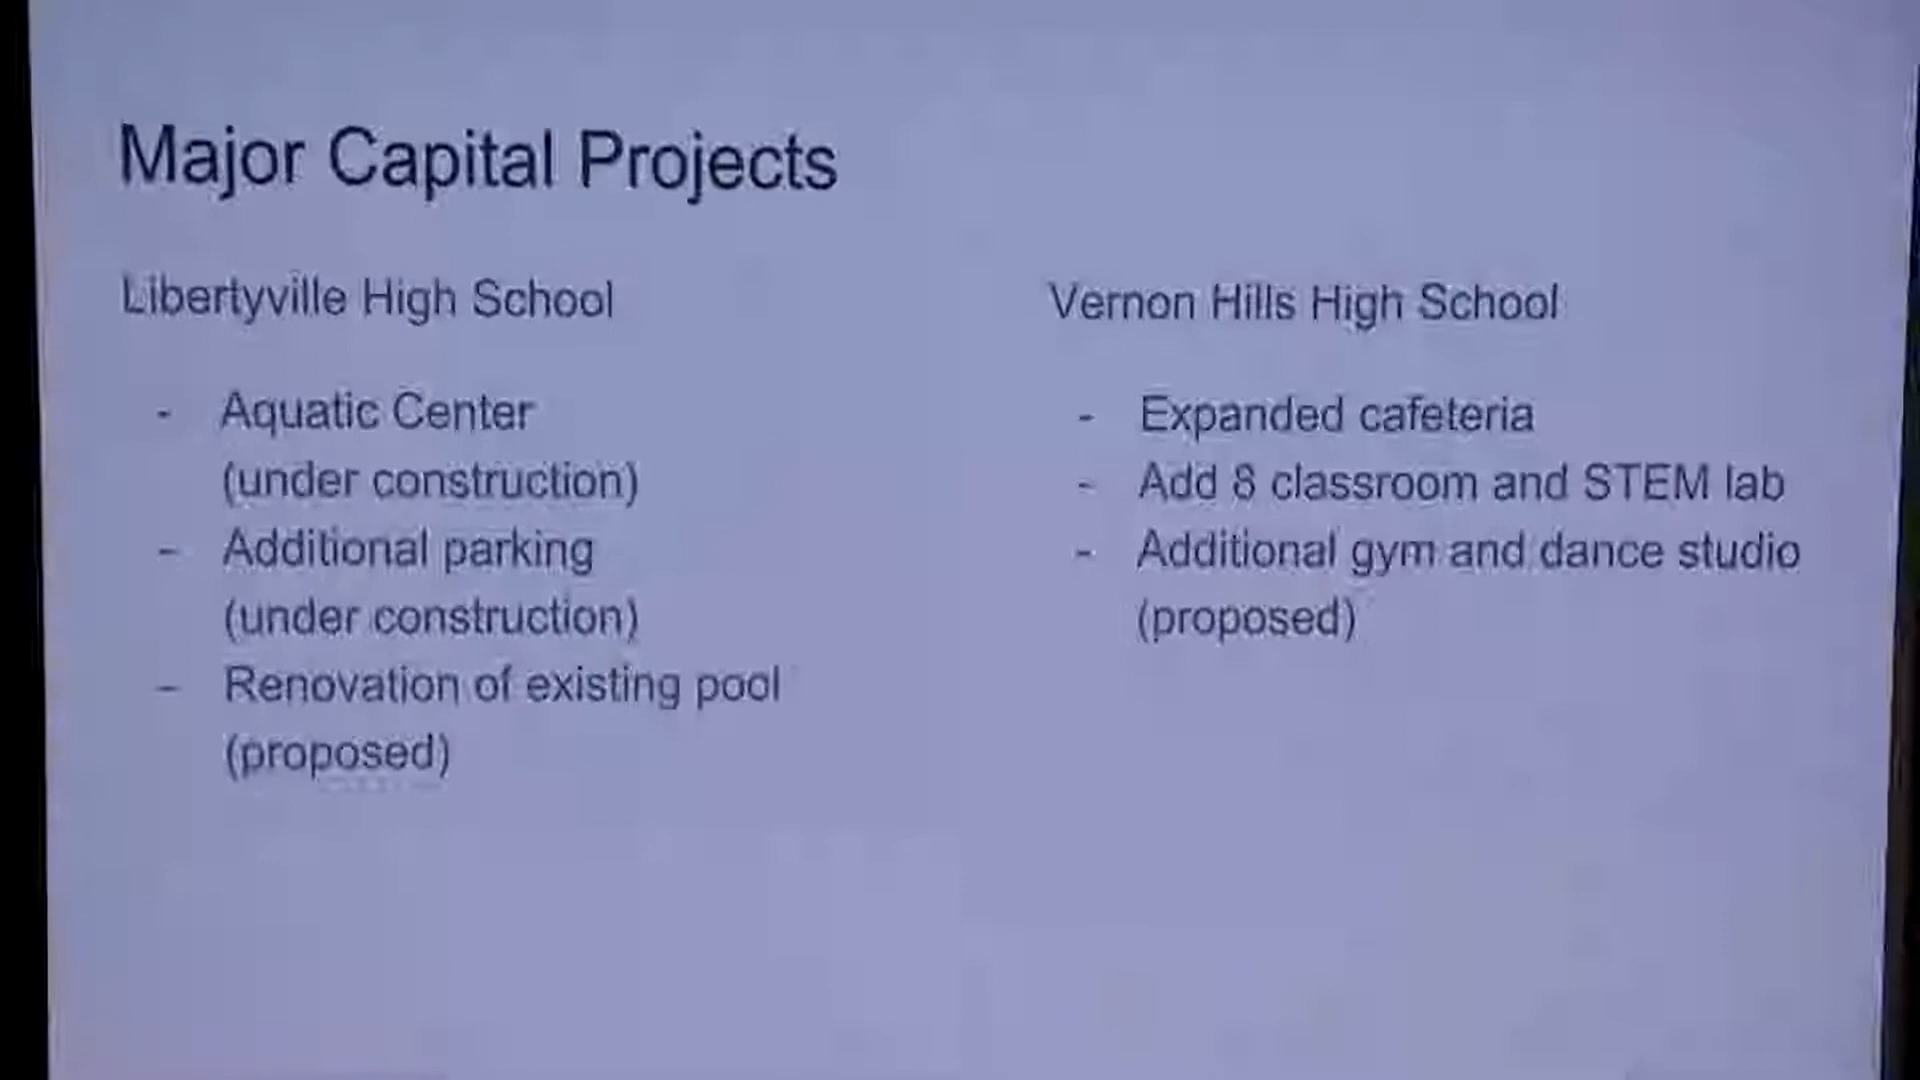 Major Capital Projects
Libertyville High School
- Aquatic Center
(under construction)
- Additional parking
(under construction)
- Renovation of existing pool
(proposed)
Vernon Hills High School
- Expanded cafeteria
- Add 8 classroom and STEM lab
- Additional gym and dance studio
(proposed)